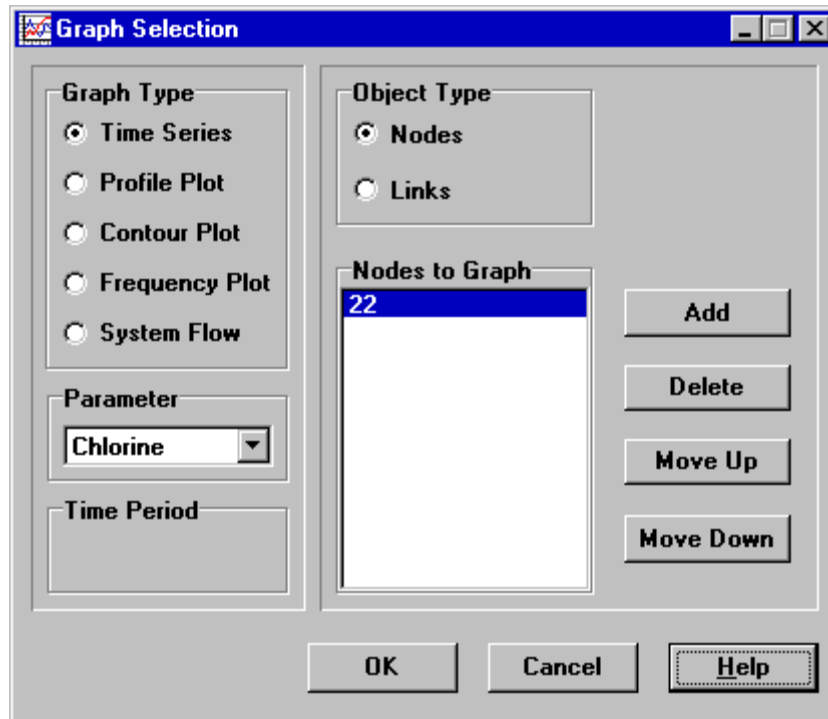 Graph Selection
Graph Type
Time Series
Profile Plot
Contour Plot
Frequency Plot
System Flow
Parameter
Chlorine
Time Period
Object Type
Nodes
Links
Nodes to Graph
22
Add
Delete
Move Up
Move Down
OK
Cancel
Help